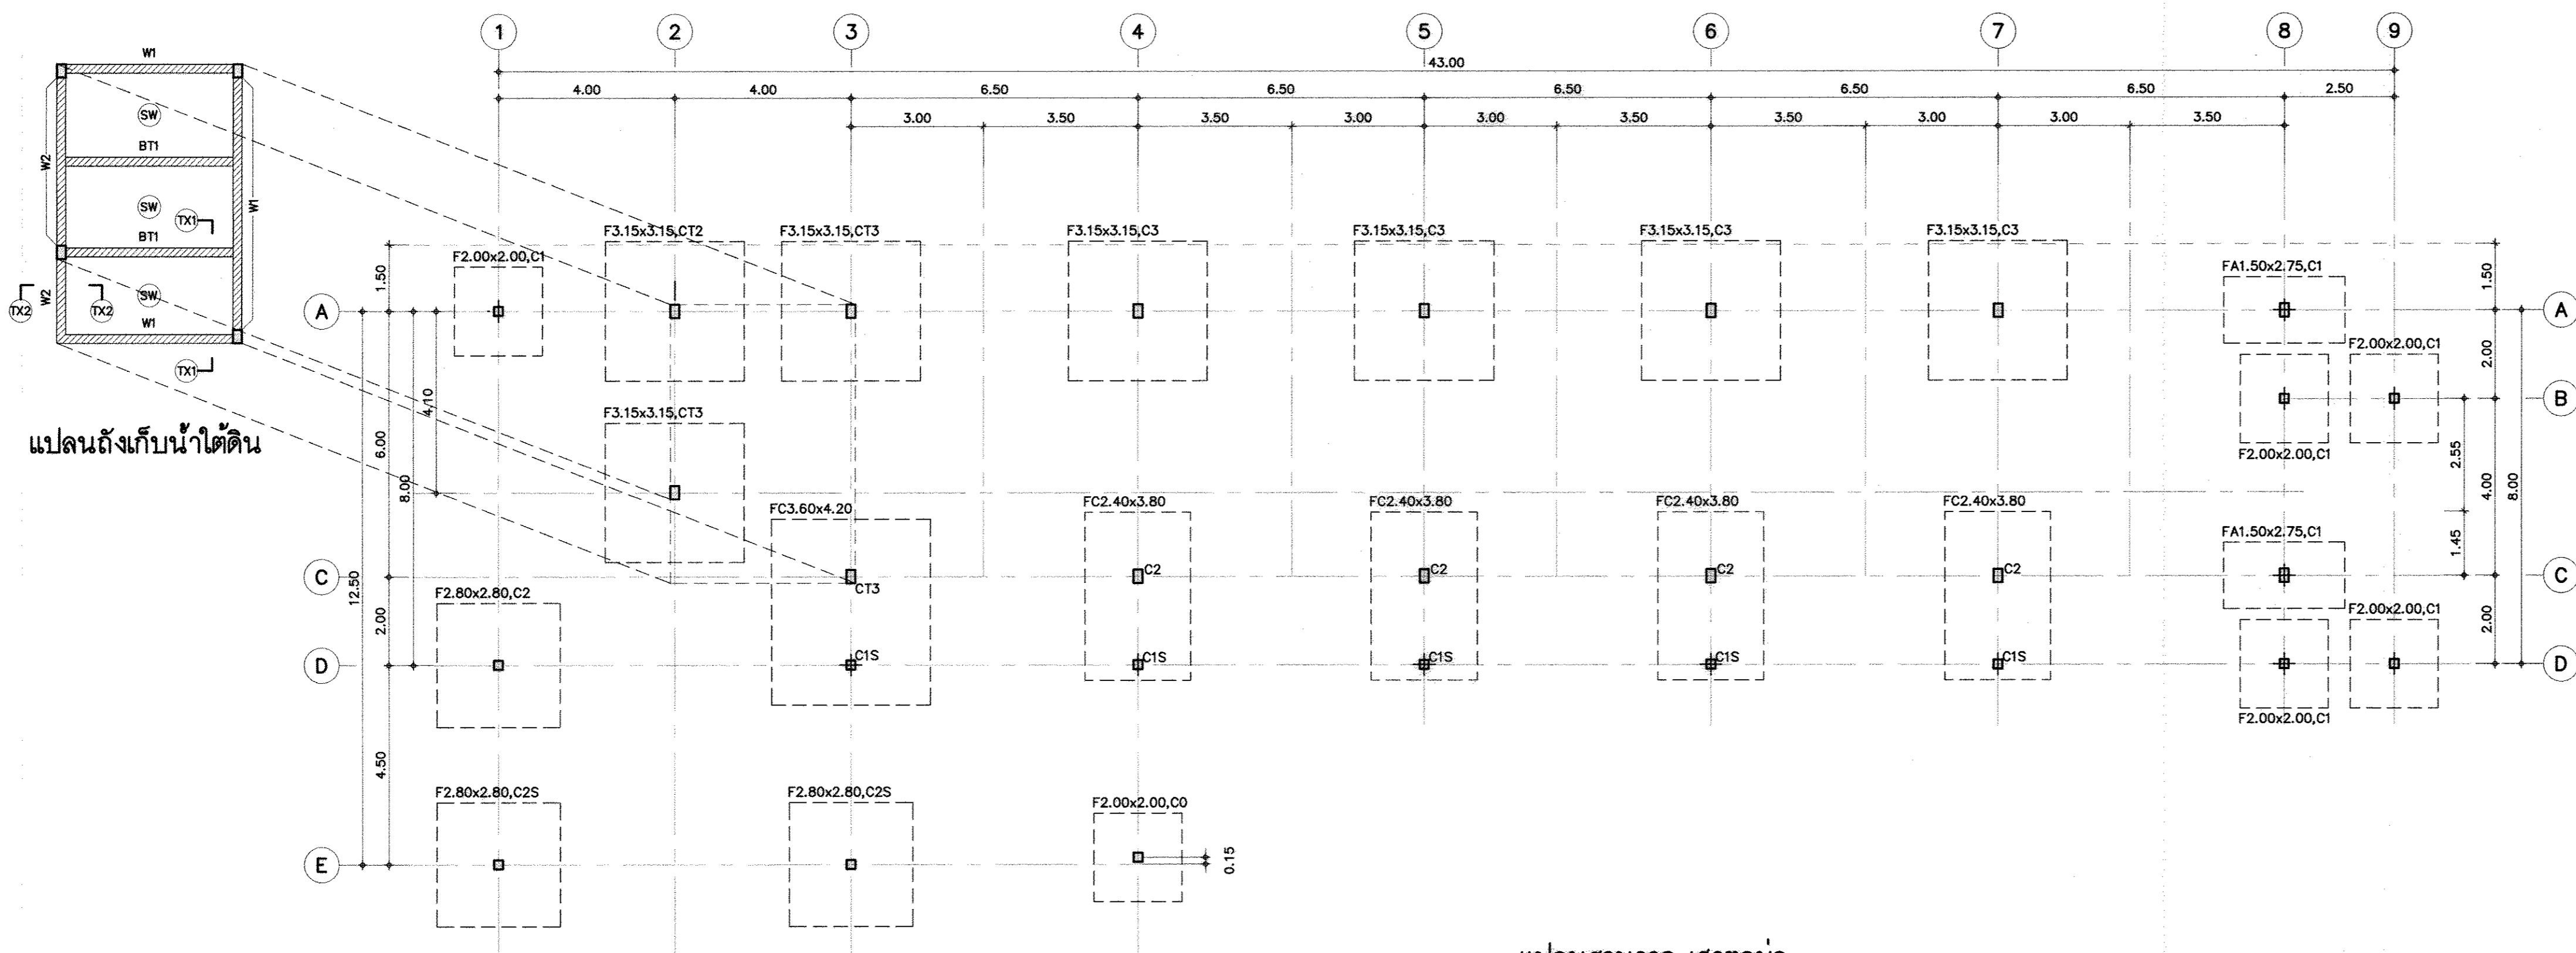 1 2 3 4 5 6 7 8 9
43.00
4.00 4.00 6.50 6.50 6.50 6.50 6.50 2.50
3.00 3.50 3.50 3.00 3.00 3.50 3.50 3.00 3.00 3.50
W1
SW
BT1
W2
SW
TX1
W1
BT1
SW
W2
TX2 TX2
W1
TX1
แปลนถังเก็บน้ำใต้ดิน
F3.15x3.15,CT2 F3.15x3.15,CT3 F3.15x3.15,C3 F3.15x3.15,C3 F3.15x3.15,C3 F3.15x3.15,C3
F2.00x2.00,C1 FA1.50x2.75,C1
1.50 1.50
A A
2.00
F2.00x2.00,C1
B
4.10
F3.15x3.15,CT3
6.00
F2.00x2.00,C1
2.55
8.00 4.00 8.00
FC3.60x4.20 FC2.40x3.80 FC2.40x3.80 FC2.40x3.80 FC2.40x3.80
FA1.50x2.75,C1
1.45
C C2 C2 C2 C2 C
CT3
12.50
F2.80x2.80,C2 F2.00x2.00,C1
2.00 2.00
D C1S C1S C1S C1S C1S D
F2.00x2.00,C1
4.50
F2.80x2.80,C2S F2.80x2.80,C2S F2.00x2.00,C0
E
0.15